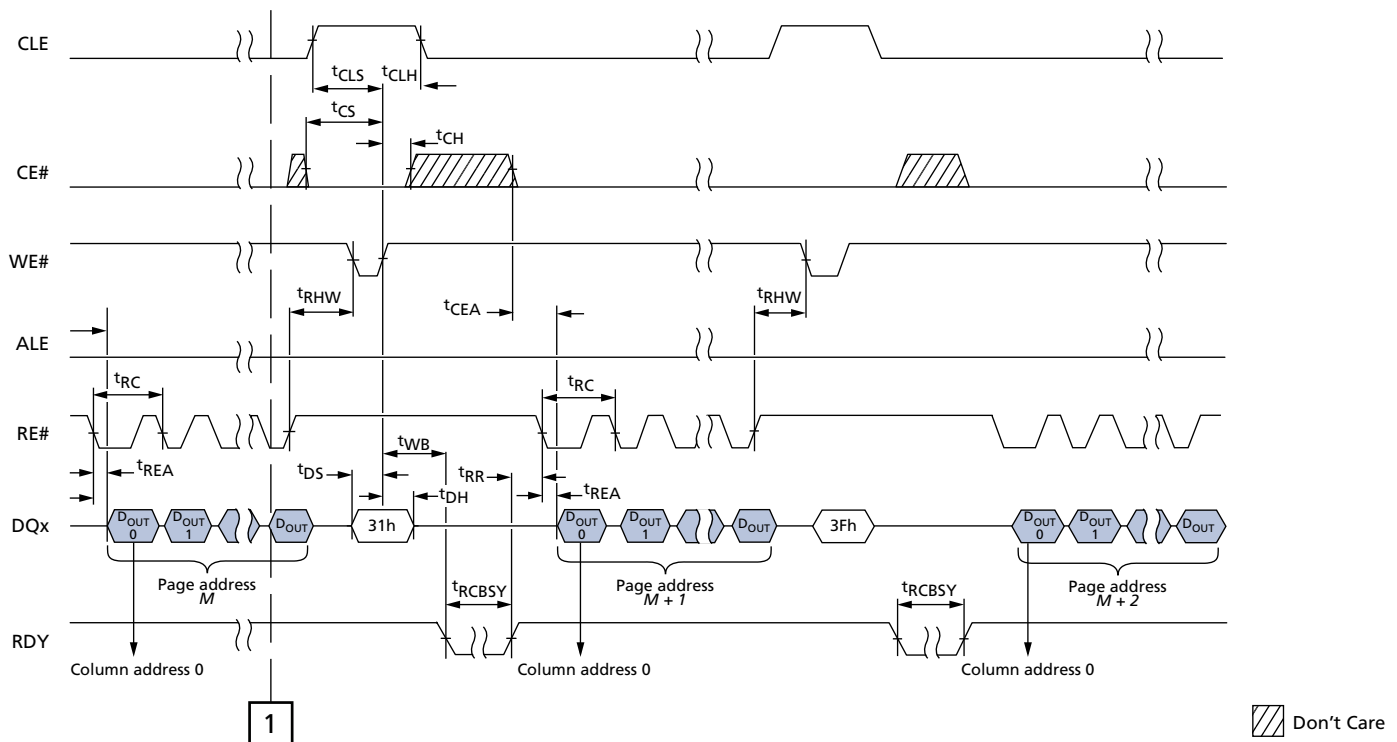 CLE
tCLS tCLH
tCS
tCH
CE#
WE#
tRHW
tCEA
tRHW
ALE
tRC
tRC
RE#
tWB
tREA
tDS
tRR
tDH
tREA
DQx
DOUT 0
DOUT 1
DOUT
31h
DOUT 0
DOUT 1
DOUT
3Fh
DOUT 0
DOUT 1
DOUT
Page address
M
Page address
M + 1
Page address
M + 2
tRCBSY
tRCBSY
RDY
Column address 0
Column address 0
Column address 0
1
Don't Care